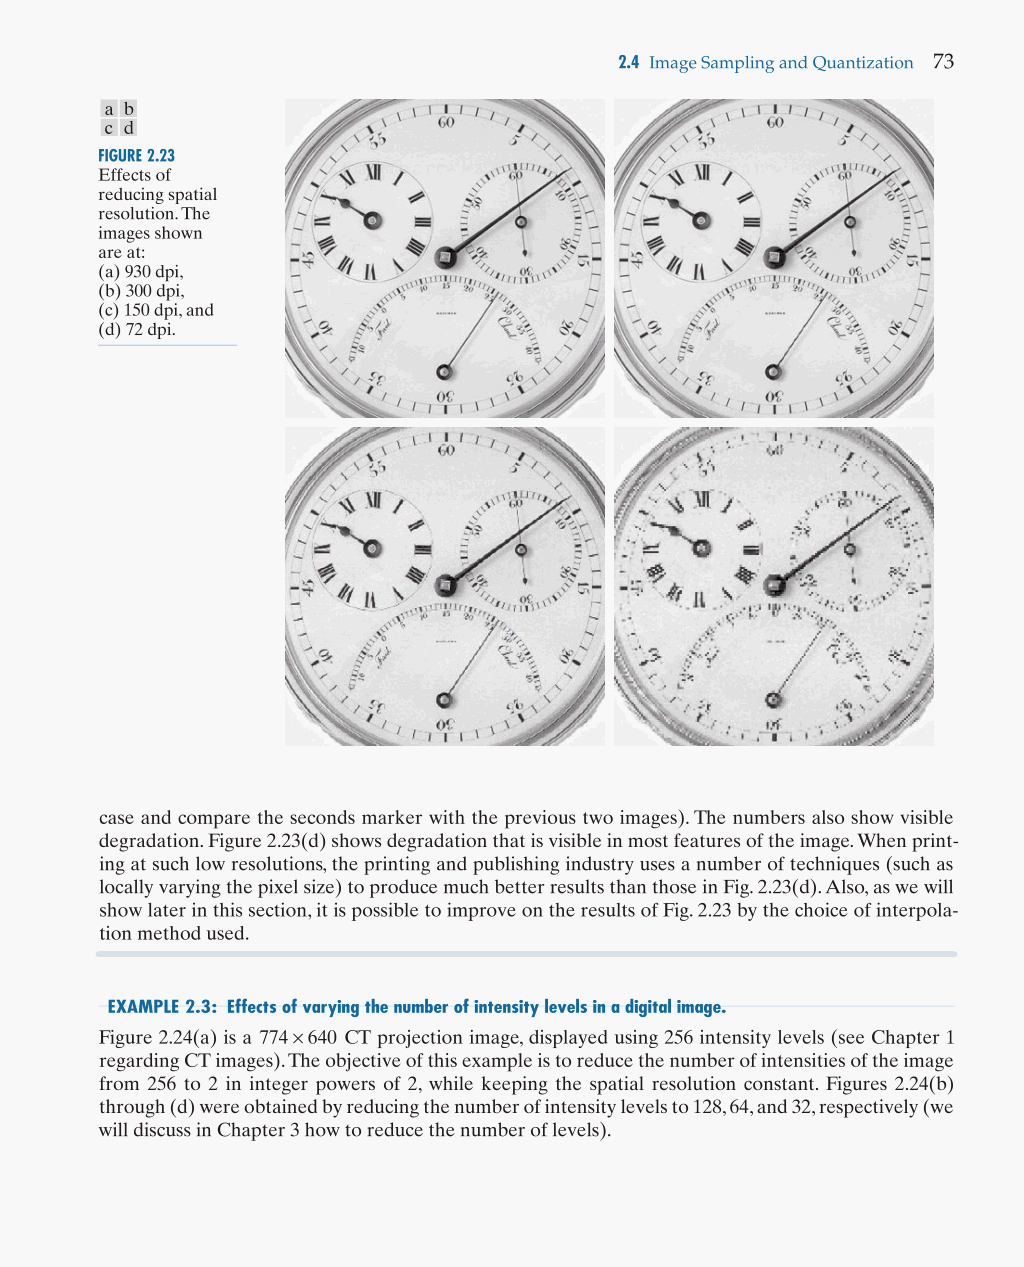 2.4 Image Sampling and Quantization 73
a b
c d
FIGURE 2.23
Effects of
reducing spatial
resolution. The
images shown
are at:
(a) 930 dpi,
(b) 300 dpi,
(c) 150 dpi, and
(d) 72 dpi.
case and compare the seconds marker with the previous two images). The numbers also show visible
degradation. Figure 2.23(d) shows degradation that is visible in most features of the image. When print-
ing at such low resolutions, the printing and publishing industry uses a number of techniques (such as
locally varying the pixel size) to produce much better results than those in Fig. 2.23(d). Also, as we will
show later in this section, it is possible to improve on the results of Fig. 2.23 by the choice of interpola-
tion method used.
EXAMPLE 2.3: Effects of varying the number of intensity levels in a digital image.
Figure 2.24(a) is a 774 × 640 CT projection image, displayed using 256 intensity levels (see Chapter 1
regarding CT images). The objective of this example is to reduce the number of intensities of the image
from 256 to 2 in integer powers of 2, while keeping the spatial resolution constant. Figures 2.24(b)
through (d) were obtained by reducing the number of intensity levels to 128, 64, and 32, respectively (we
will discuss in Chapter 3 how to reduce the number of levels).